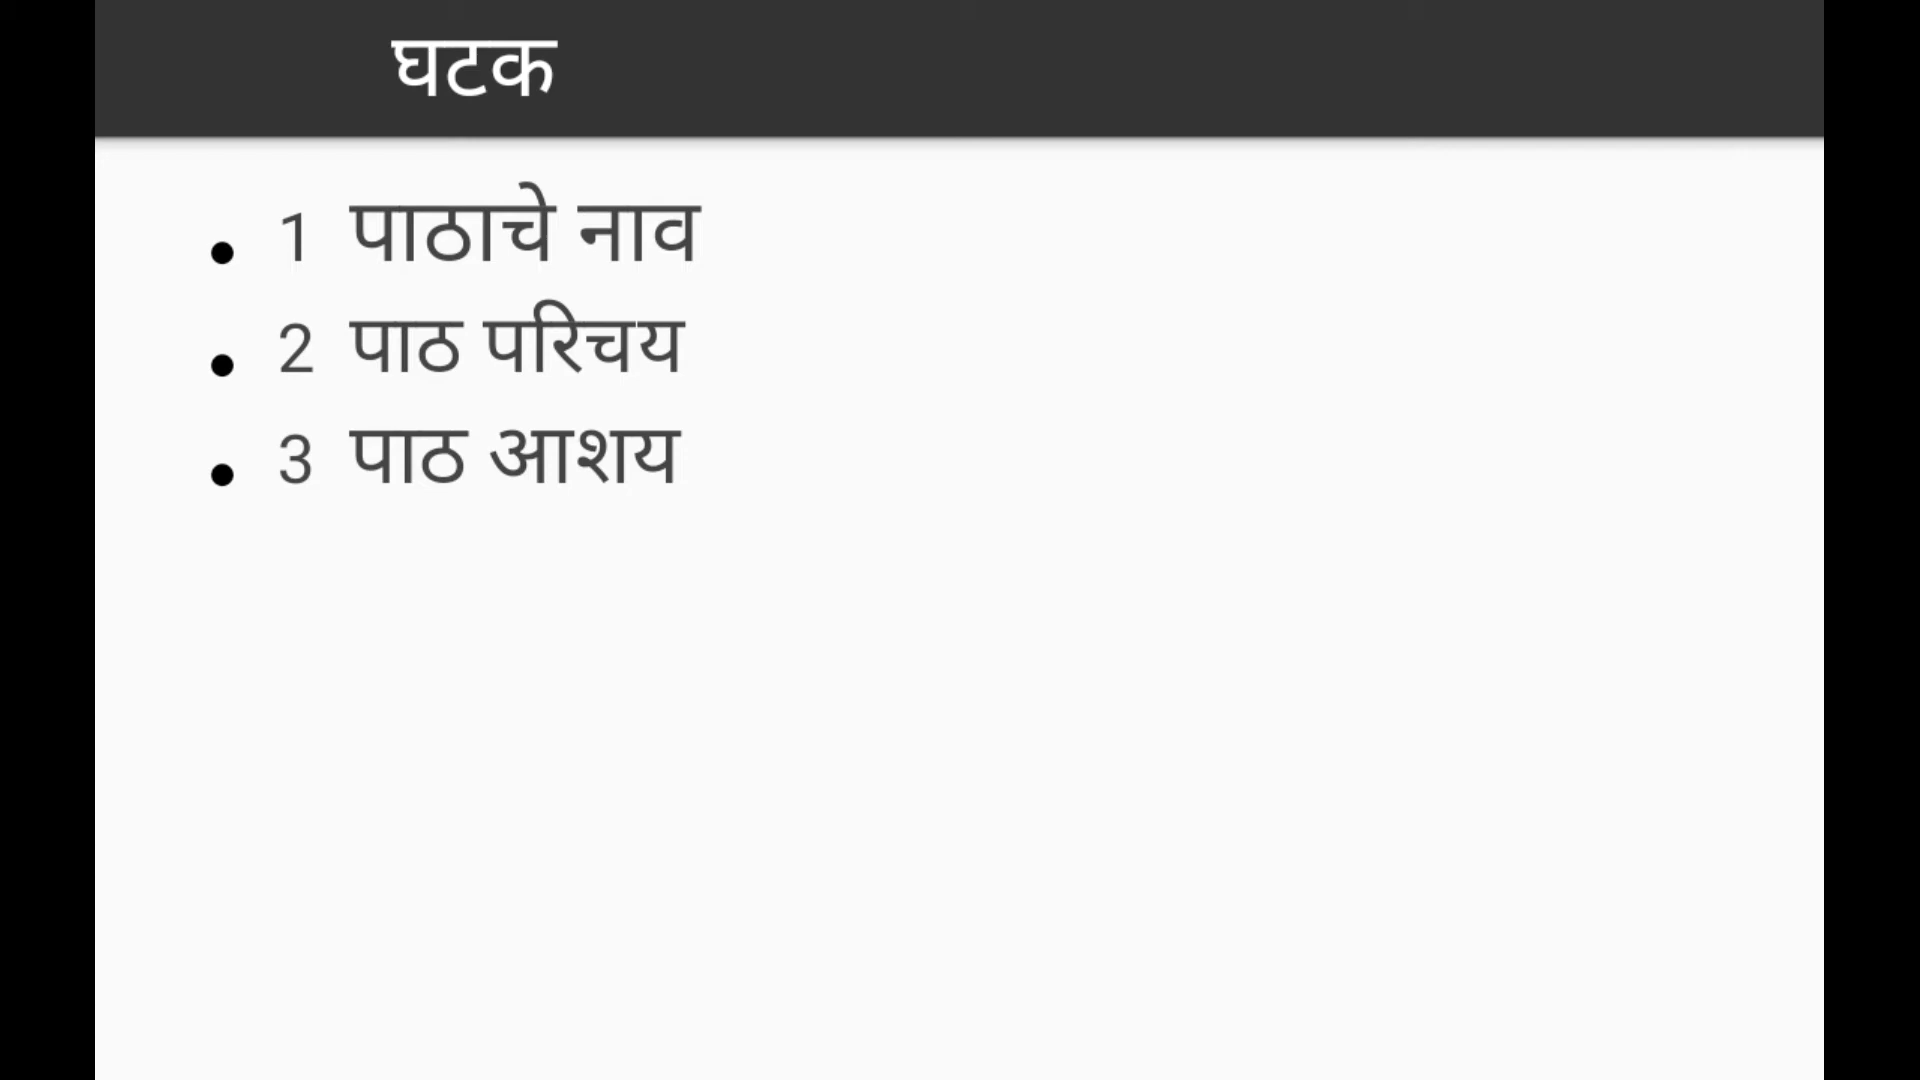 घटक
• 1 पाठाचे नाव
• 2 पाठ परिचय
• 3 पाठ आशय